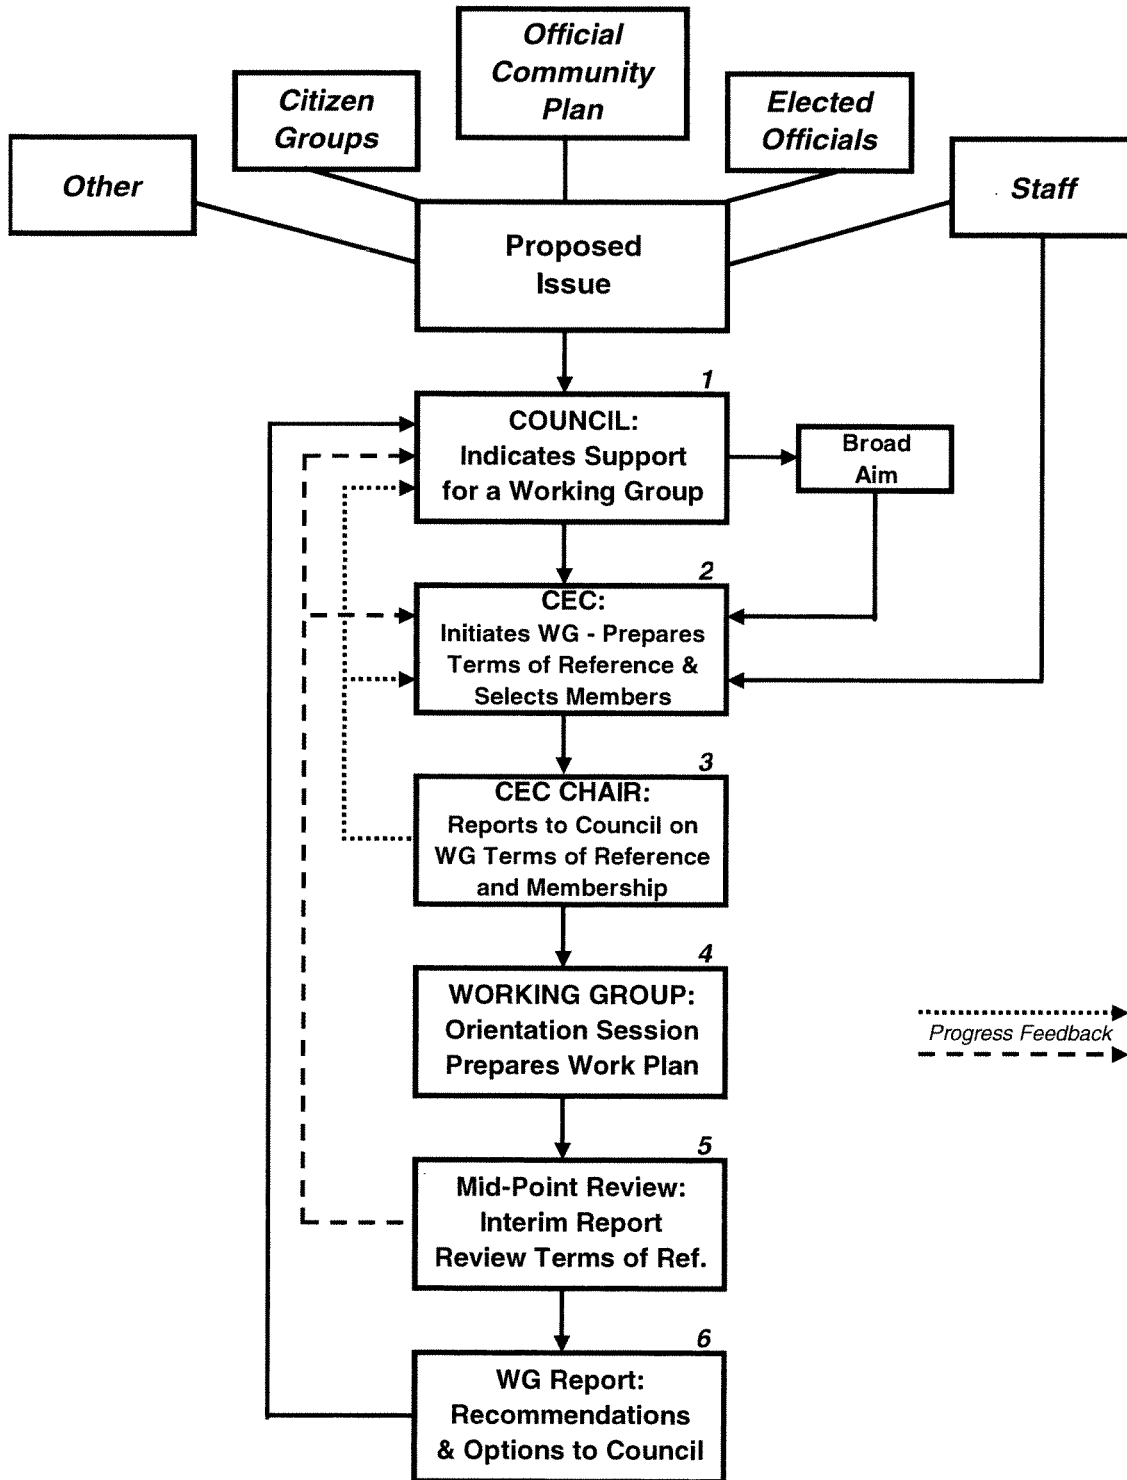 Official
Community
Plan
Citizen
Groups
Elected
Officials
Other
Staff
Proposed
Issue
1
COUNCIL:
Indicates Support
for a Working Group
Broad
Aim
2
CEC:
Initiates WG - Prepares
Terms of Reference &
Selects Members
3
CEC CHAIR:
Reports to Council on
WG Terms of Reference
and Membership
4
WORKING GROUP:
Orientation Session
Prepares Work Plan
Progress Feedback
5
Mid-Point Review:
Interim Report
Review Terms of Ref.
6
WG Report:
Recommendations
& Options to Council